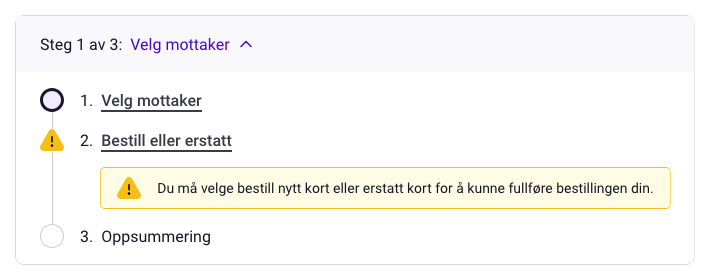 Steg 1 av 3: Velg mottaker
1. Velg mottaker
2. Bestill eller erstatt
Du må velge bestill nytt kort eller erstatt kort for å kunne fullføre bestillingen din.
3. Oppsummering